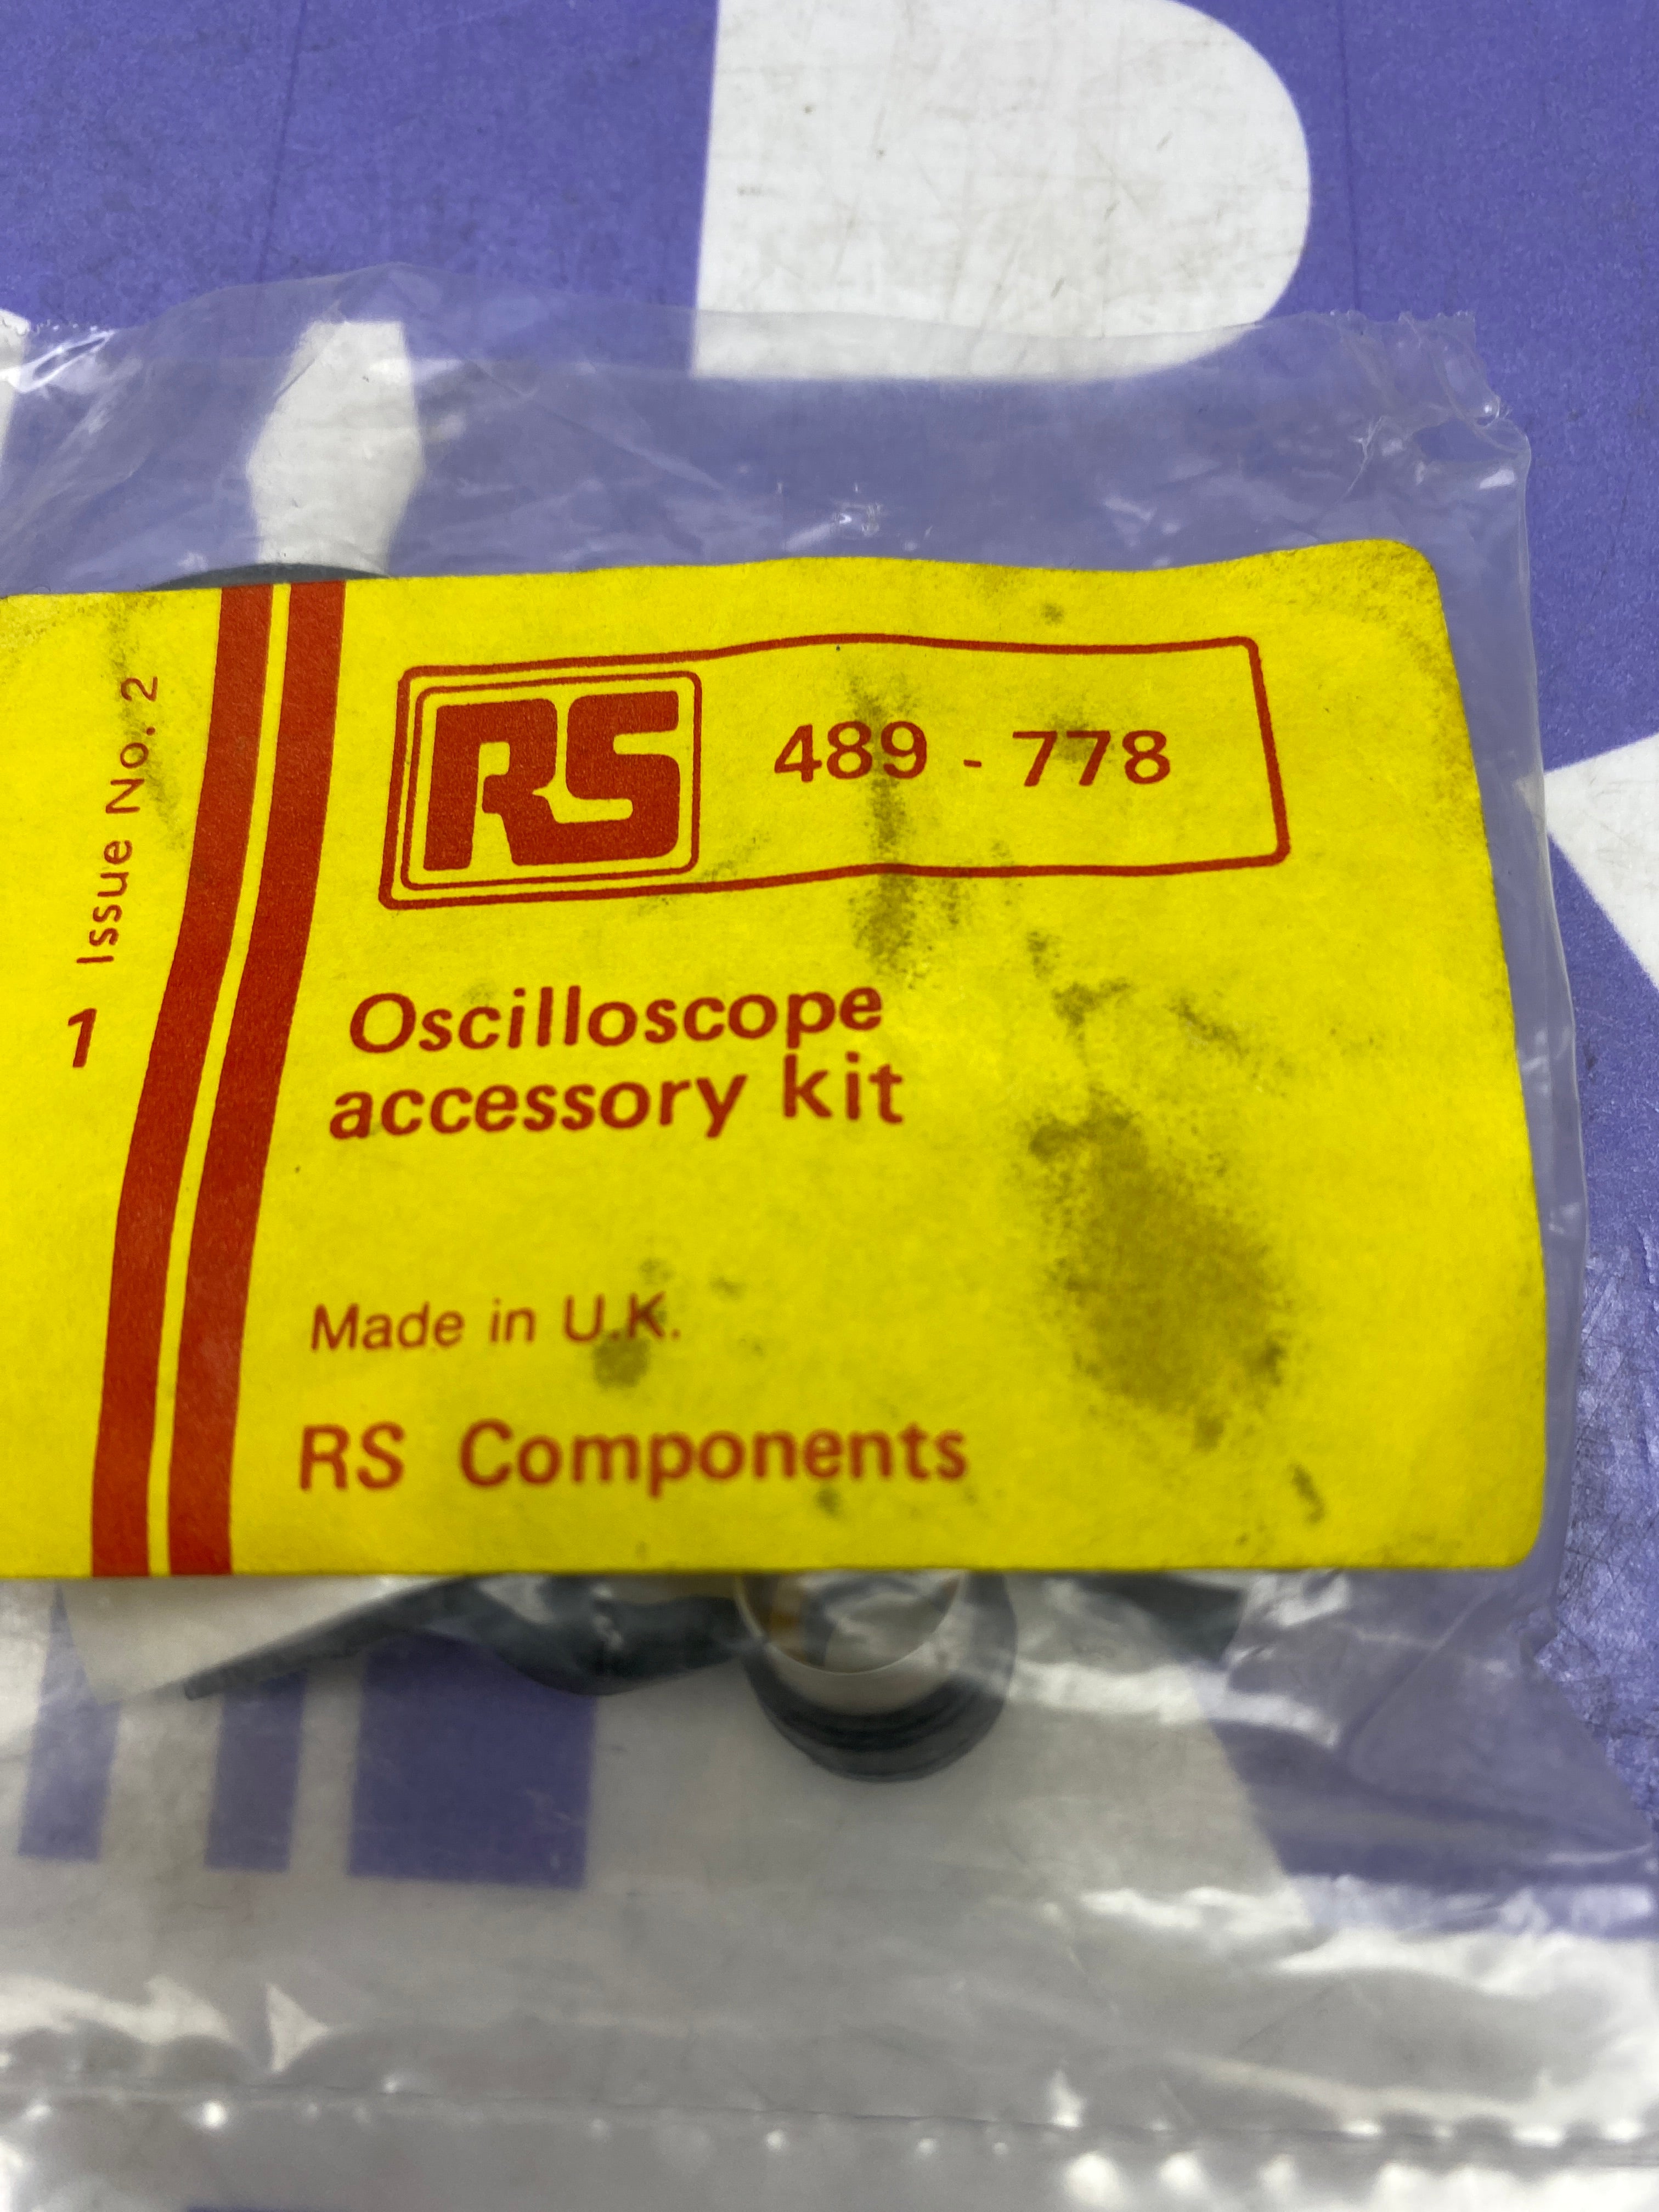 1 Issue No. 2
RS 489 - 778
Oscilloscope
accessory kit
Made in U.K.
RS Components